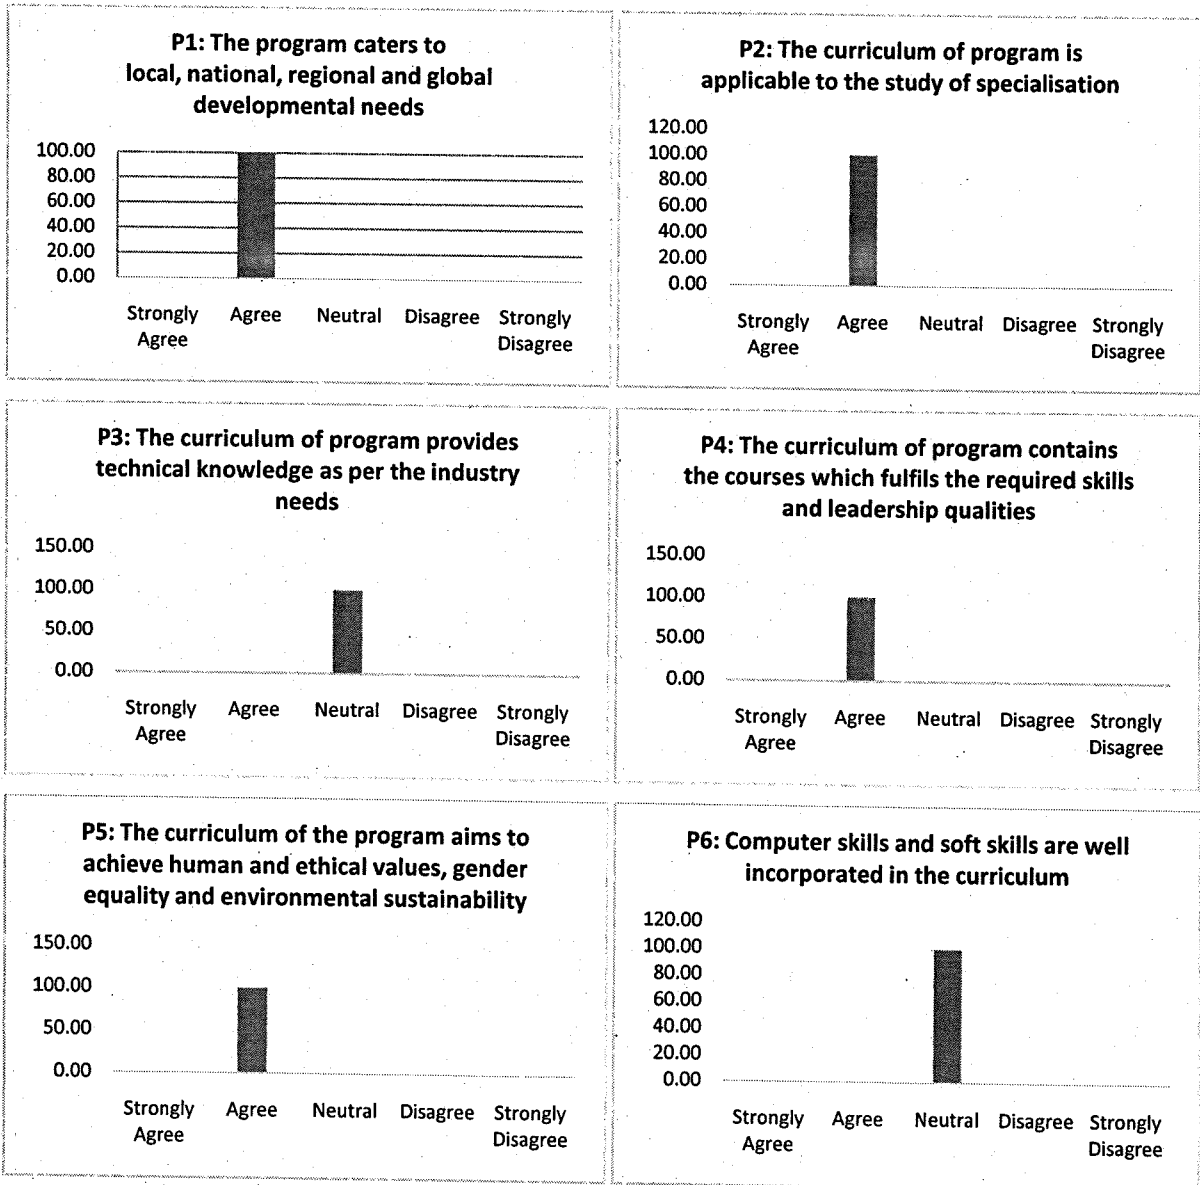 P1: The program caters to
local, national, regional and global
developmental needs
100.00
80.00
60.00
40.00
20.00
0.00
Strongly Agree Neutral Disagree Strongly
Agree Disagree
P2: The curriculum of program is
applicable to the study of specialisation
120.00
100.00
80.00
60.00
40.00
20.00
0.00
Strongly Agree Neutral Disagree Strongly
Agree Disagree
P3: The curriculum of program provides
technical knowledge as per the industry
needs
150.00
100.00
50.00
0.00
Strongly Agree Neutral Disagree Strongly
Agree Disagree
P4: The curriculum of program contains
the courses which fulfils the required skills
and leadership qualities
150.00
100.00
50.00
0.00
Strongly Agree Neutral Disagree Strongly
Agree Disagree
P5: The curriculum of the program aims to
achieve human and ethical values, gender
equality and environmental sustainability
150.00
100.00
50.00
0.00
Strongly Agree Neutral Disagree Strongly
Agree Disagree
P6: Computer skills and soft skills are well
incorporated in the curriculum
120.00
100.00
80.00
60.00
40.00
20.00
0.00
Strongly Agree Neutral Disagree Strongly
Agree Disagree